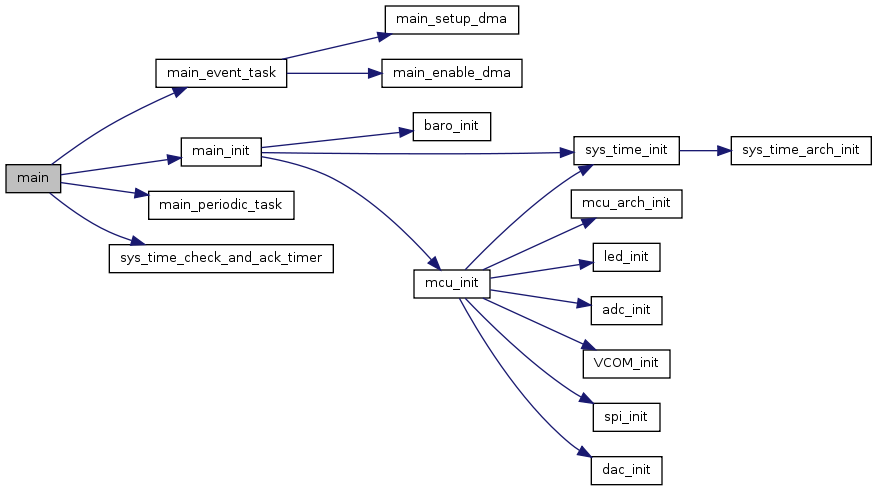 main_setup_dma
main_event_task
main_enable_dma
baro_init
main_init
sys_time_init
sys_time_arch_init
main
main_periodic_task
mcu_arch_init
sys_time_check_and_ack_timer
led_init
mcu_init
adc_init
VCOM_init
spi_init
dac_init